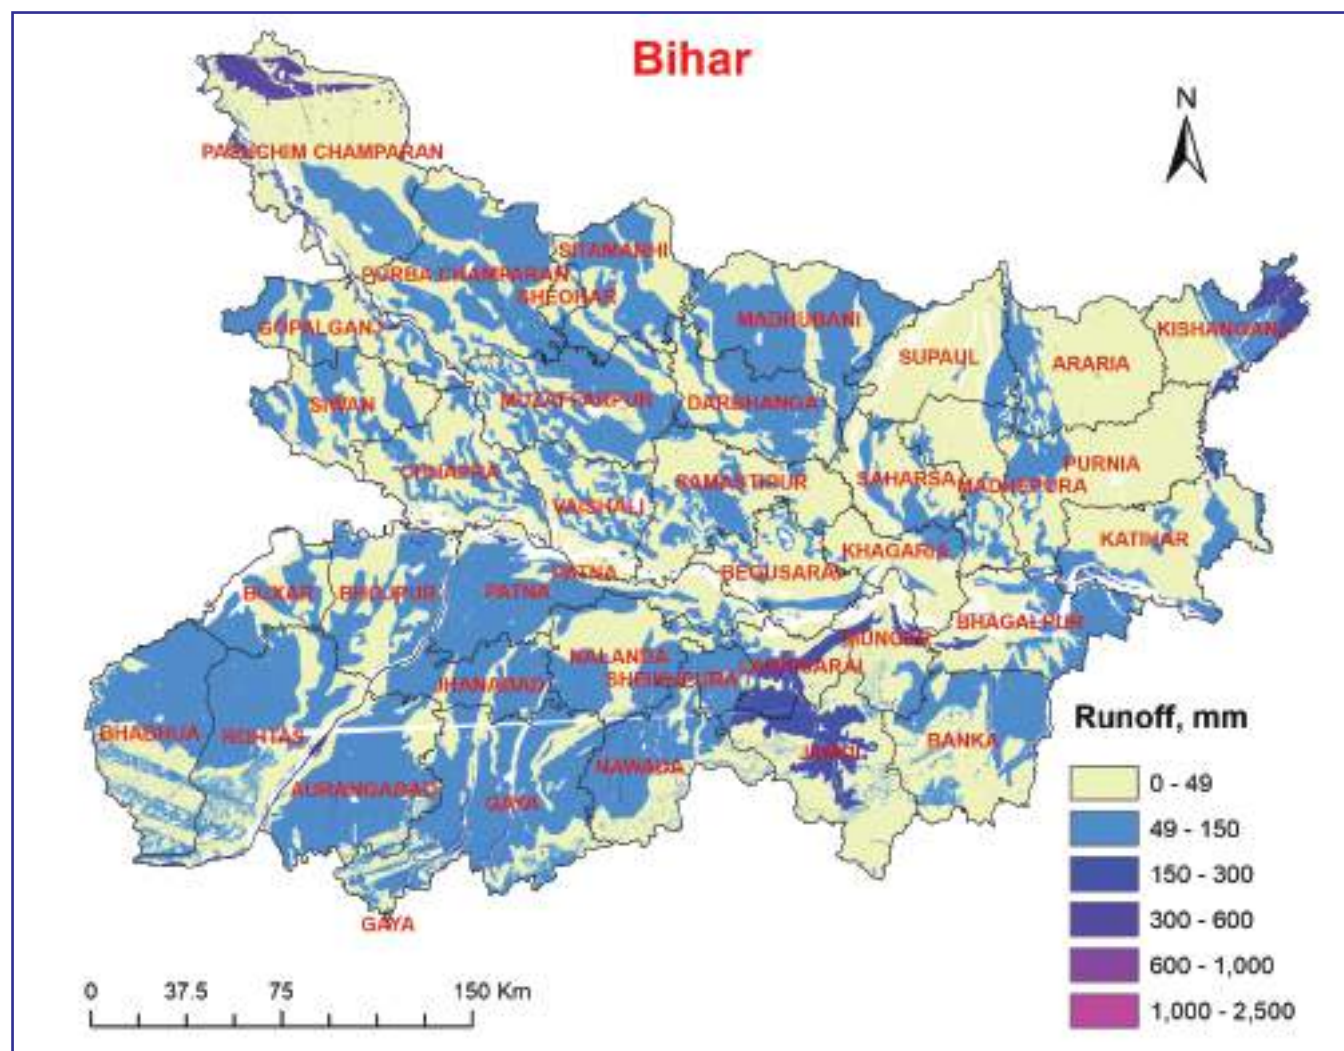 Bihar
N
PASHCHIM CHAMPARAN
SITAMARHI
PURBA CHAMPARAN
SHEOHAR
GOPALGANJ
MADHUBANI
KISHANGANJ
SUPAUL
ARARIA
SIWAN
MUZAFFARPUR
DARBHANGA
CHHAPRA
PURNIA
SAMASTIPUR
SAHARSA
MADHEPURA
VAISHALI
KATIHAR
KHAGARIA
BEGUSARAI
PATNA
BUXAR
BHOJPUR
PATNA
BHAGALPUR
MUNGER
NALANDA
LAKHISARAI
SHEIKHPURA
JHANABAD
BHABHUA
ROHTAS
BANKA
JAMUI
NAWADA
AURANGABAD
GAYA
GAYA
Runoff, mm
0 - 49
49 - 150
150 - 300
300 - 600
600 - 1,000
1,000 - 2,500
0 37.5 75 150 Km